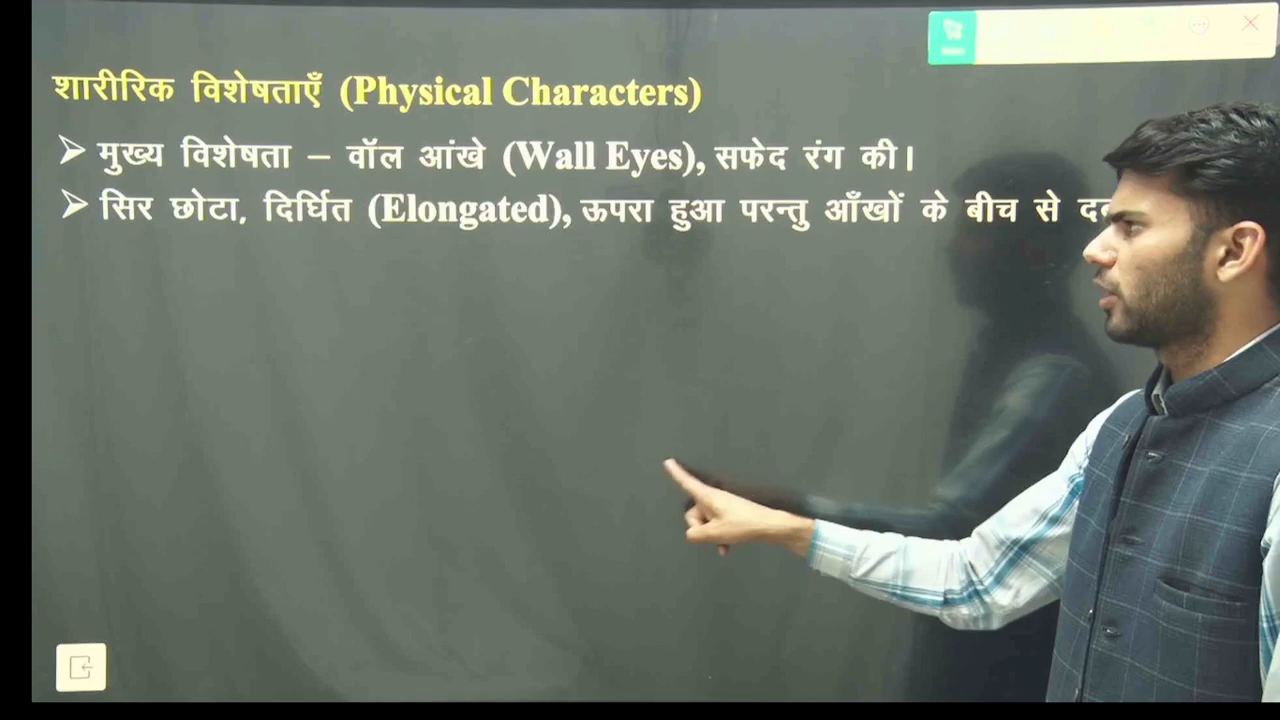 शारीरिक विशेषताएँ (Physical Characters)
➢ मुख्य विशेषता – वॉल आंखे (Wall Eyes), सफेद रंग की।
➢ सिर छोटा, दिर्घित (Elongated), ऊपरा हुआ परन्तु आँखों के बीच से